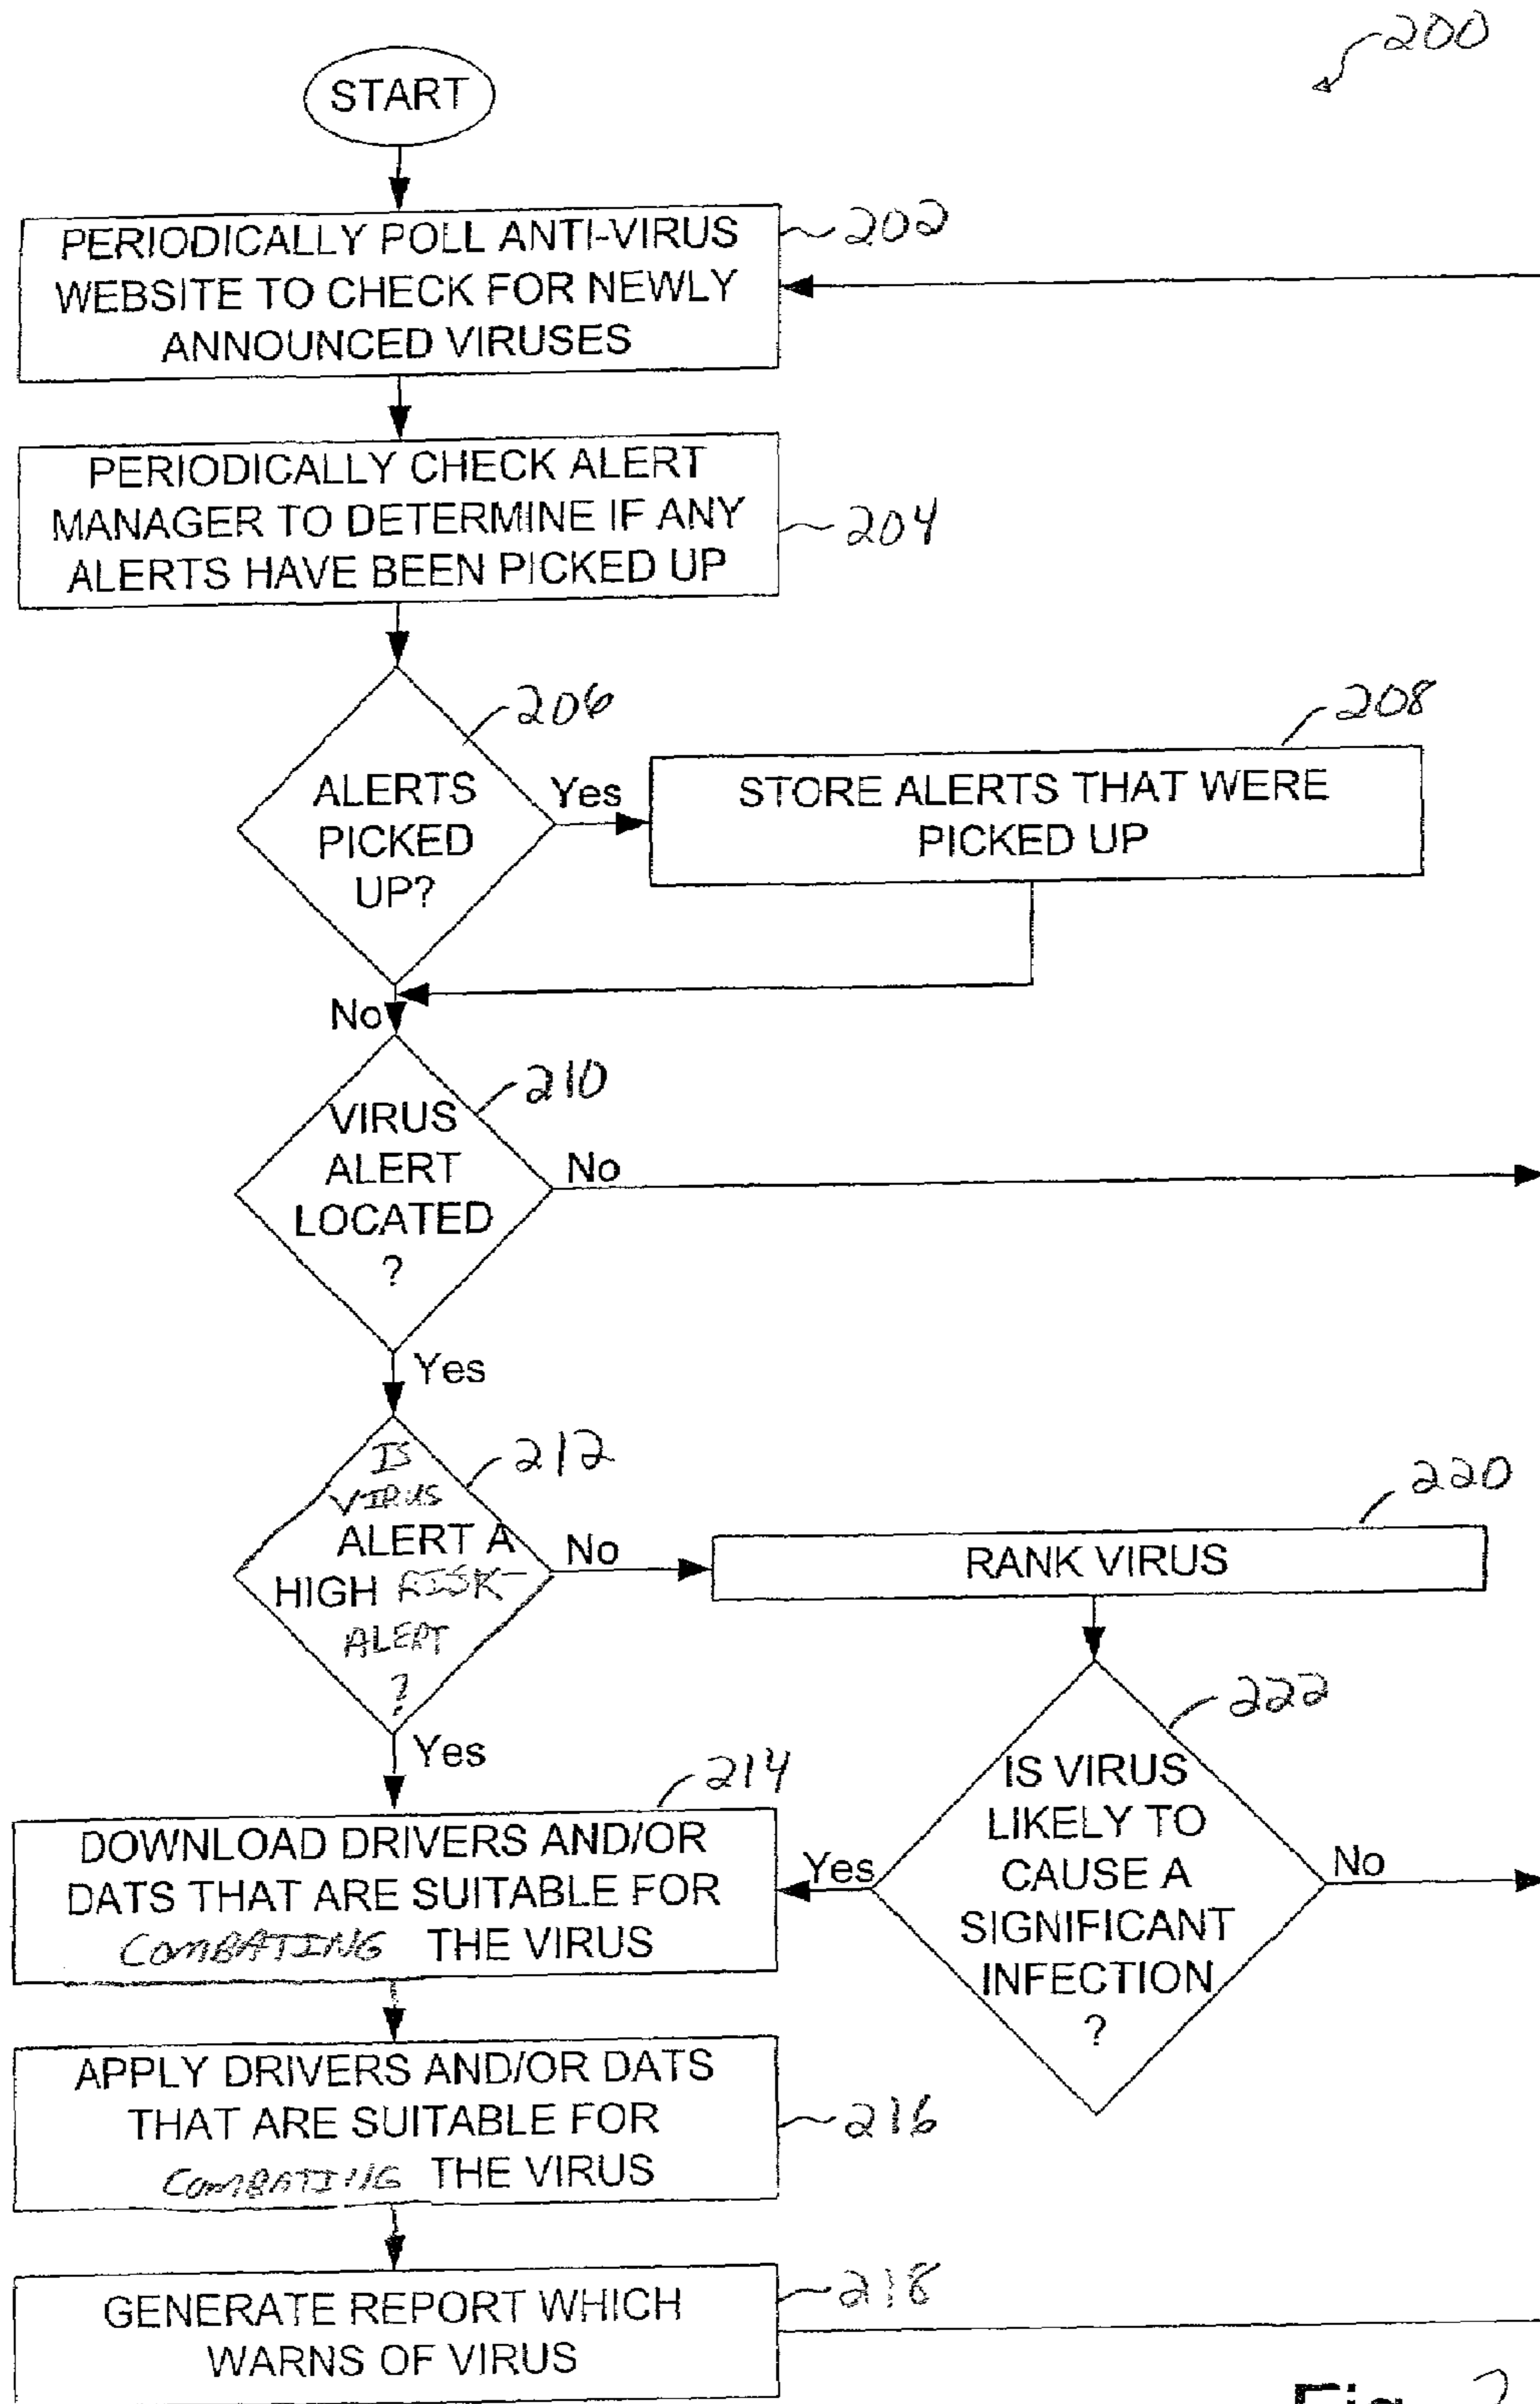 200
START
PERIODICALLY POLL ANTI-VIRUS
WEBSITE TO CHECK FOR NEWLY
ANNOUNCED VIRUSES
202
PERIODICALLY CHECK ALERT
MANAGER TO DETERMINE IF ANY
ALERTS HAVE BEEN PICKED UP
204
206
ALERTS
PICKED
UP?
Yes
208
STORE ALERTS THAT WERE
PICKED UP
No
210
VIRUS
ALERT
LOCATED
?
No
Yes
212
IS
VIRUS
ALERT A
HIGH RISK
ALERT
?
No
220
RANK VIRUS
222
IS VIRUS
LIKELY TO
CAUSE A
SIGNIFICANT
INFECTION
?
Yes
No
Yes
214
DOWNLOAD DRIVERS AND/OR
DATS THAT ARE SUITABLE FOR
COMBATING THE VIRUS
APPLY DRIVERS AND/OR DATS
THAT ARE SUITABLE FOR
COMBATING THE VIRUS
216
GENERATE REPORT WHICH
WARNS OF VIRUS
218
Fig. 2